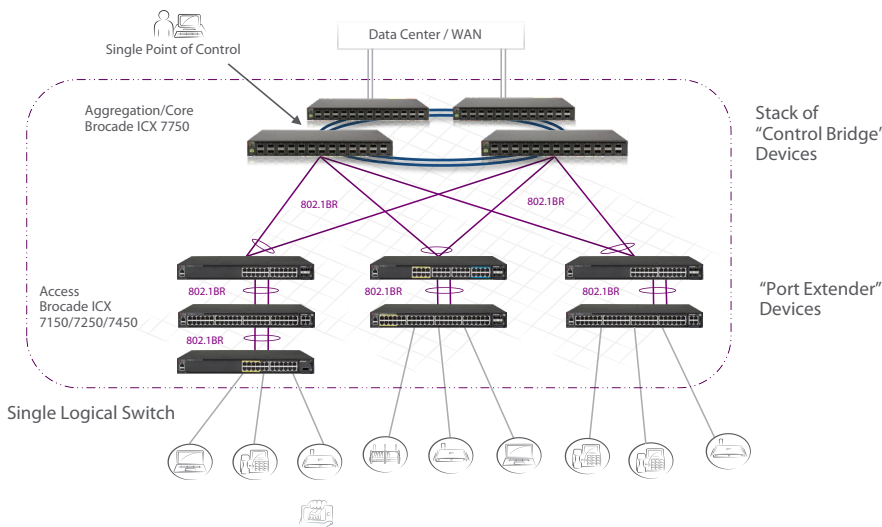 Data Center / WAN
Single Point of Control
Aggregation/Core
Brocade ICX 7750
Stack of
“Control Bridge’
Devices
802.1BR
802.1BR
802.1BR
802.1BR
802.1BR
Access
Brocade ICX
7150/7250/7450
“Port Extender”
Devices
802.1BR
Single Logical Switch